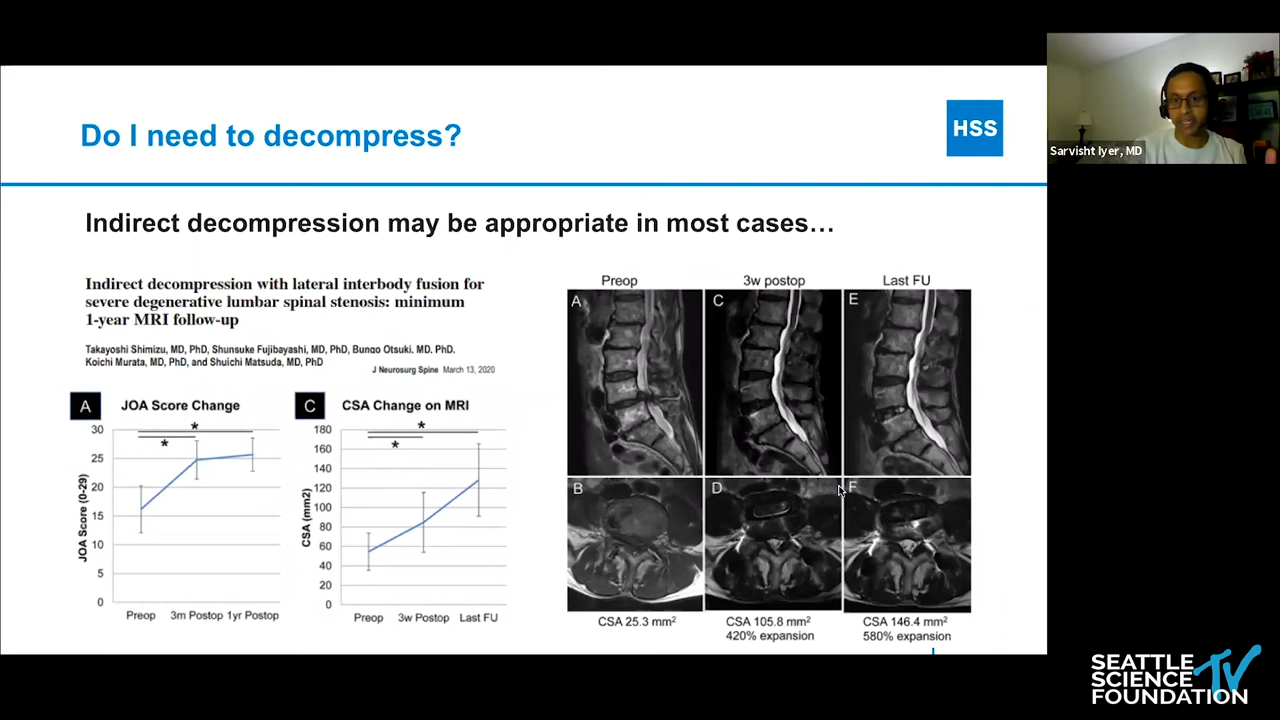 Do I need to decompress?
HSS
Sarvisht Iyer, MD
Indirect decompression may be appropriate in most cases…
Indirect decompression with lateral interbody fusion for
severe degenerative lumbar spinal stenosis: minimum
1-year MRI follow-up
Takayoshi Shimizu, MD, PhD, Shunsuke Fujibayashi, MD, PhD, Bungo Otsuki, MD, PhD,
Koichi Murata, MD, PhD, and Shuichi Matsuda, MD, PhD
J Neurosurg Spine March 13, 2020
A
JOA Score Change
JOA Score (0-29)
30
25
20
15
10
5
0
*
*
Preop 3m Postop 1yr Postop
C
CSA Change on MRI
CSA (mm2)
180
160
140
120
100
80
60
40
20
0
*
*
Preop 3w Postop Last FU
Preop 3w postop Last FU
A C E
B D F
CSA 25.3 mm² CSA 105.8 mm² CSA 146.4 mm²
420% expansion 580% expansion
SEATTLE
SCIENCE
FOUNDATION
TV